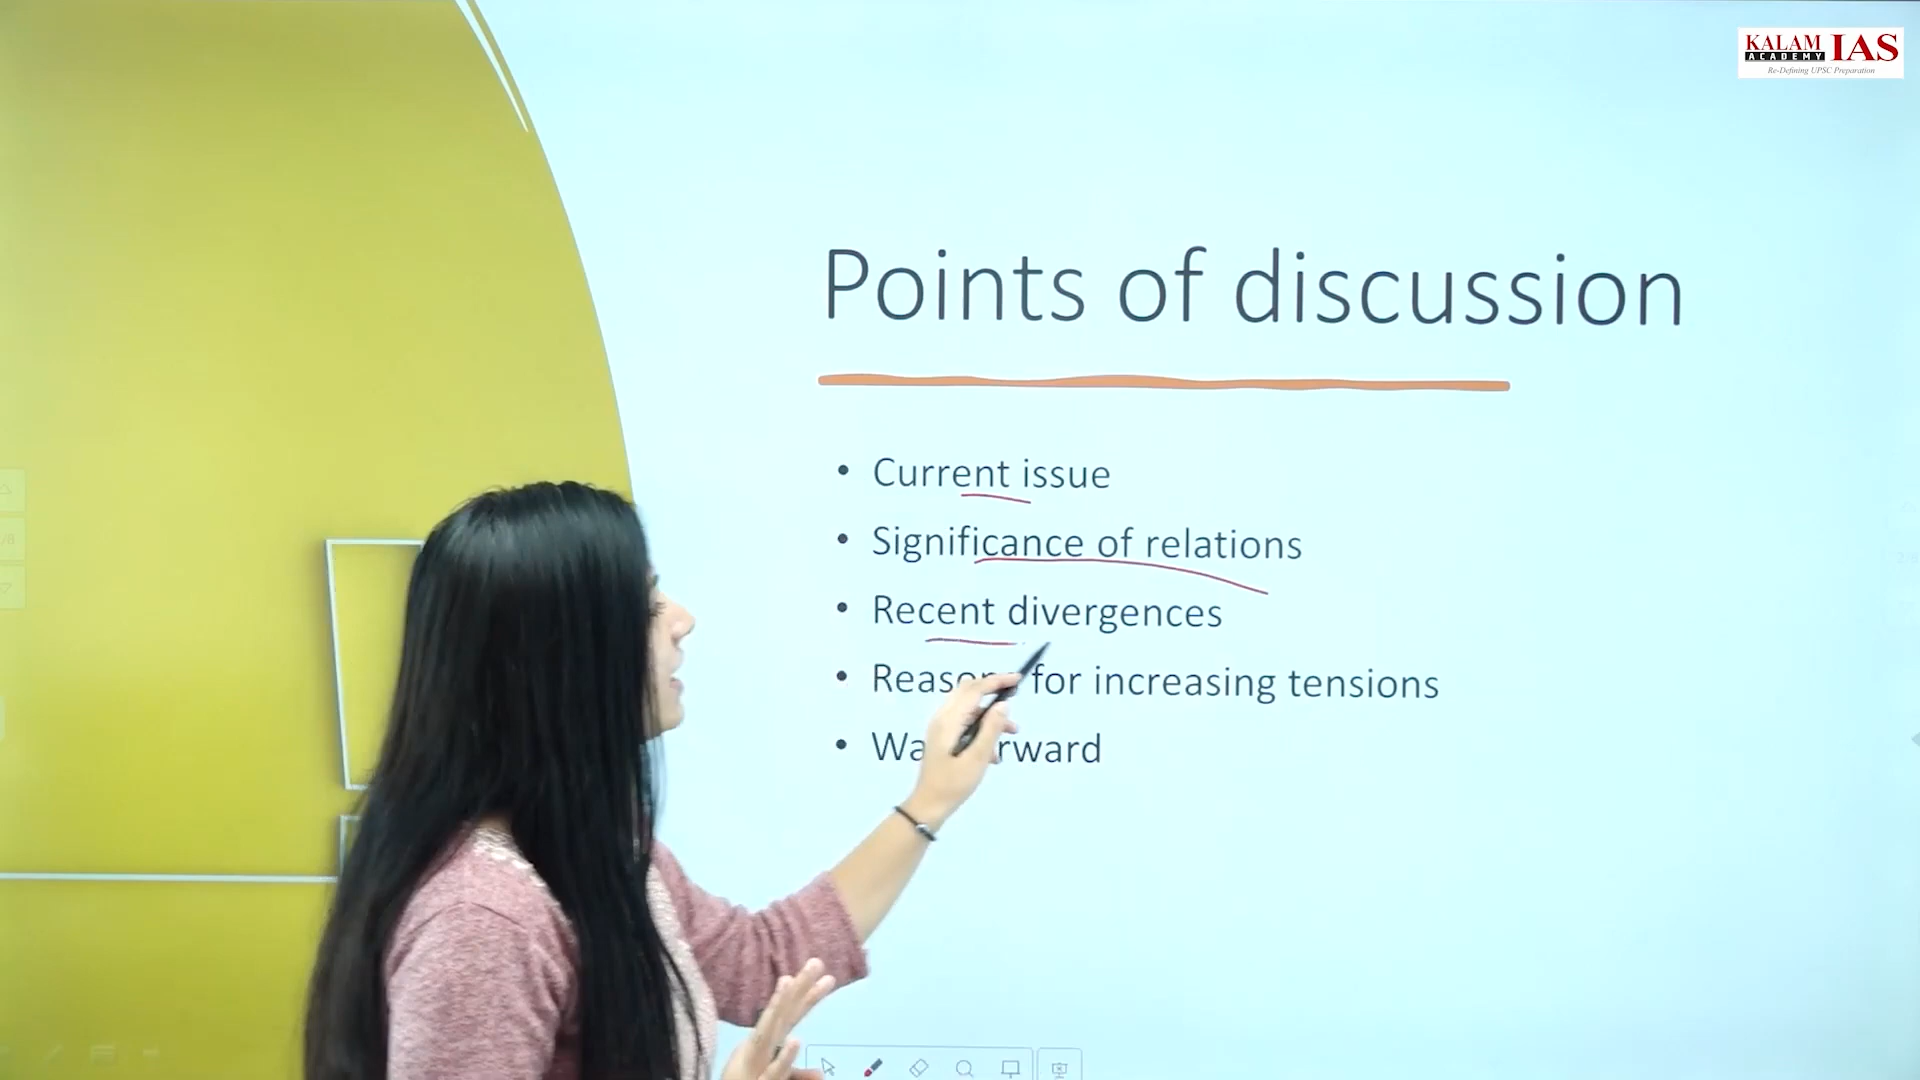 KALAM IAS
ACADEMY
Re-Defining UPSC Preparation
Points of discussion
• Current issue
• Significance of relations
• Recent divergences
• for increasing tensions
•